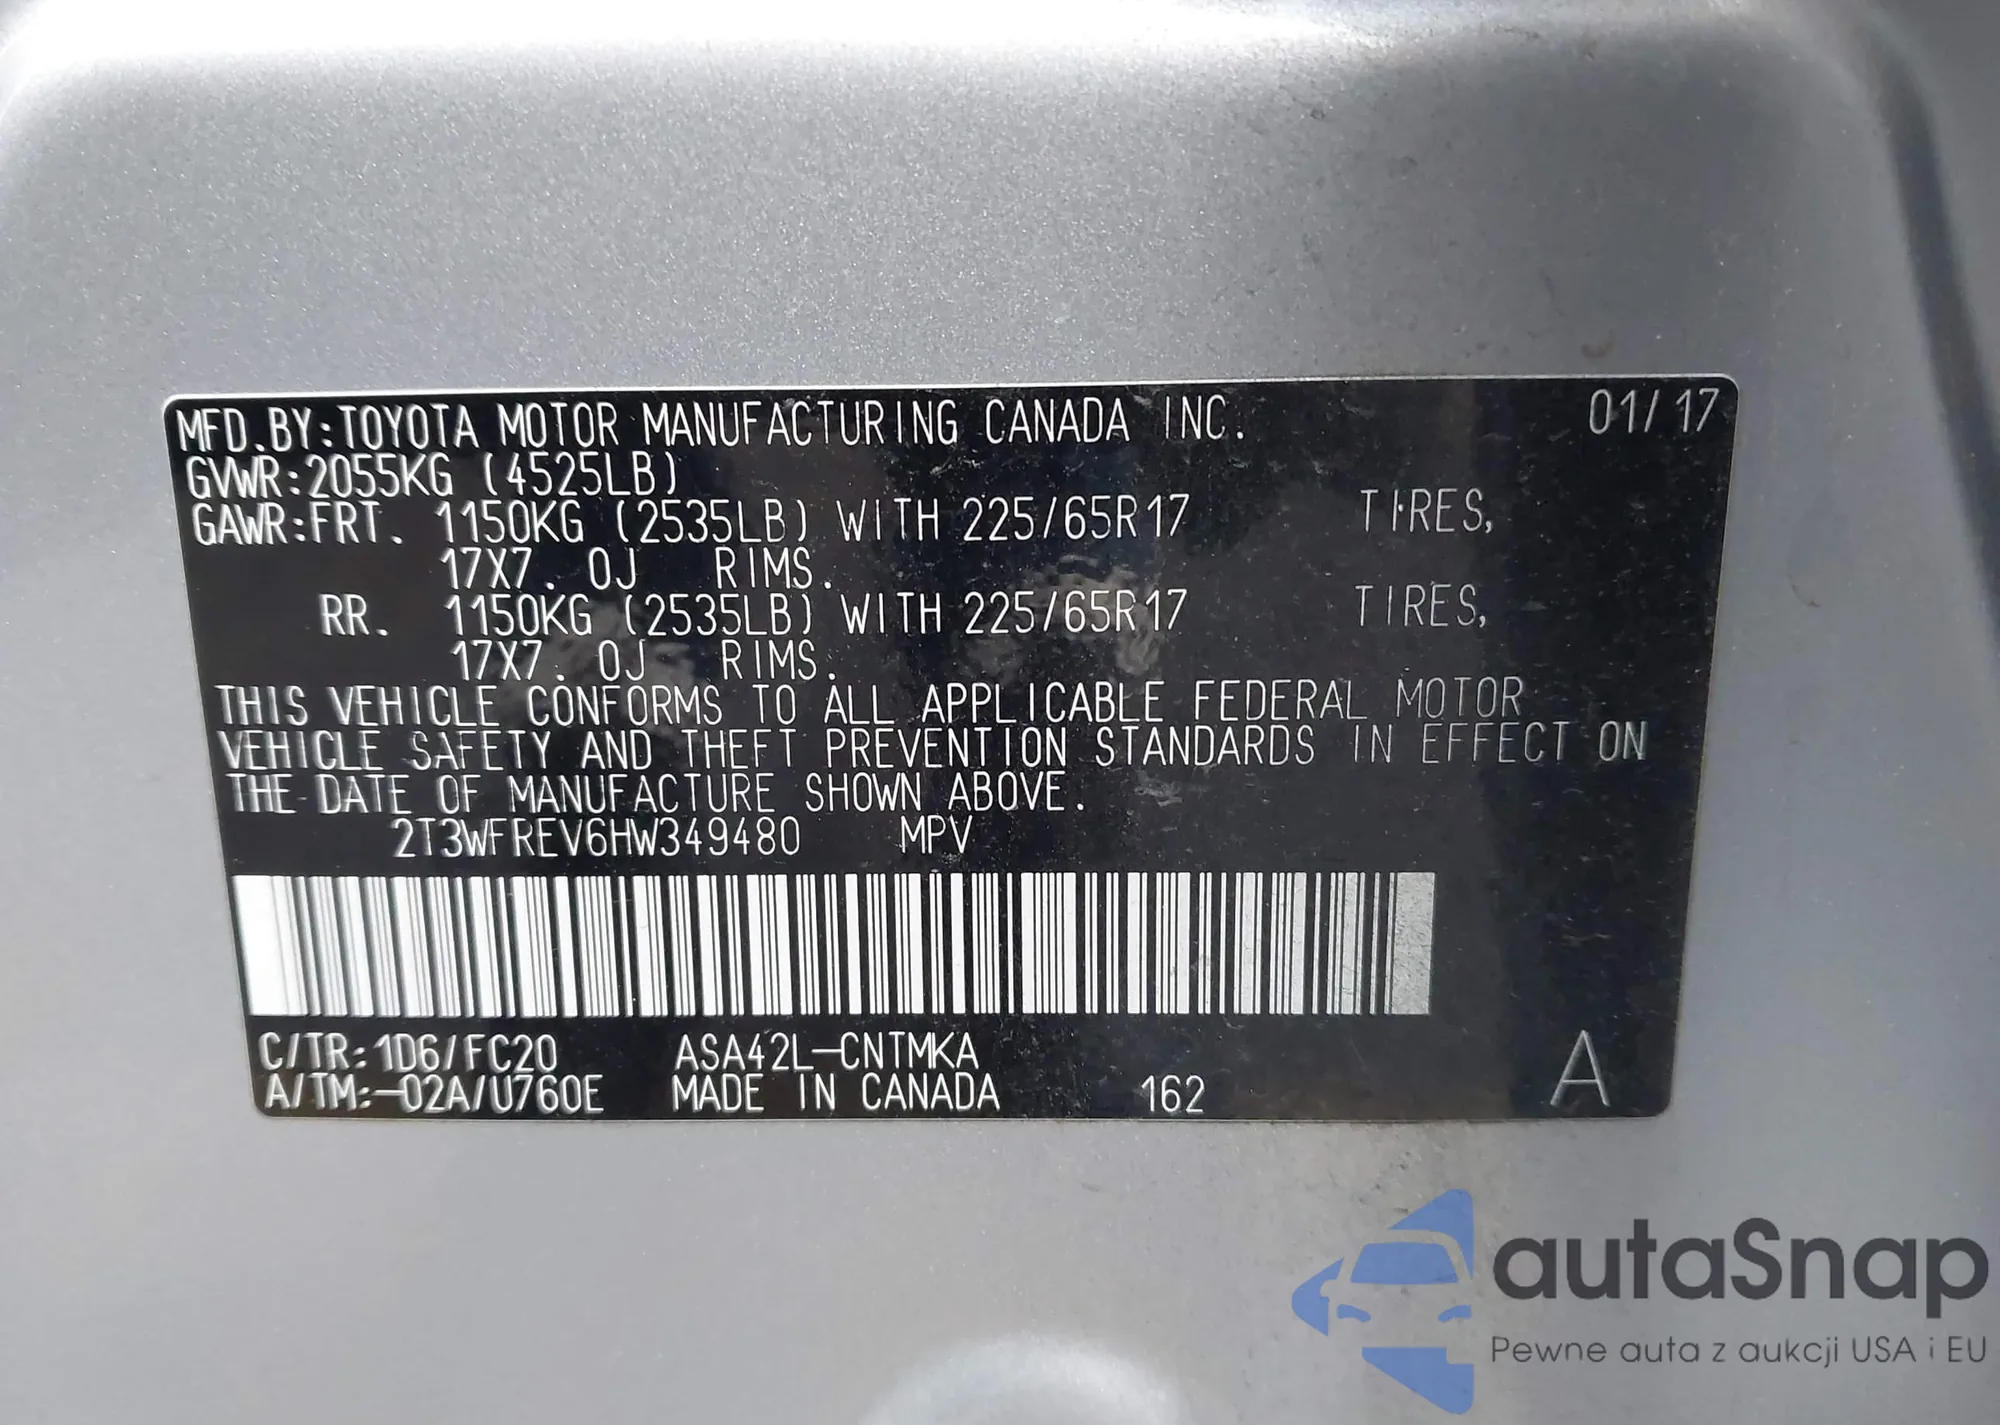 MFD.BY:TOYOTA MOTOR MANUFACTURING CANADA INC. 01/17
GVWR:2055KG (4525LB)
GAWR:FRT. 1150KG (2535LB) WITH 225/65R17 TIRES,
17X7.0J RIMS.
RR. 1150KG (2535LB) WITH 225/65R17 TIRES,
17X7.0J RIMS.
THIS VEHICLE CONFORMS TO ALL APPLICABLE FEDERAL MOTOR
VEHICLE SAFETY AND THEFT PREVENTION STANDARDS IN EFFECT ON
THE DATE OF MANUFACTURE SHOWN ABOVE.
2T3WFREV6HW349480 MPV
C/TR:1D6/FC20 ASA42L-CNTMKA
A/TM:-02A/U760E MADE IN CANADA 162 A
autaSnap
Pewne auta z aukcji USA i EU